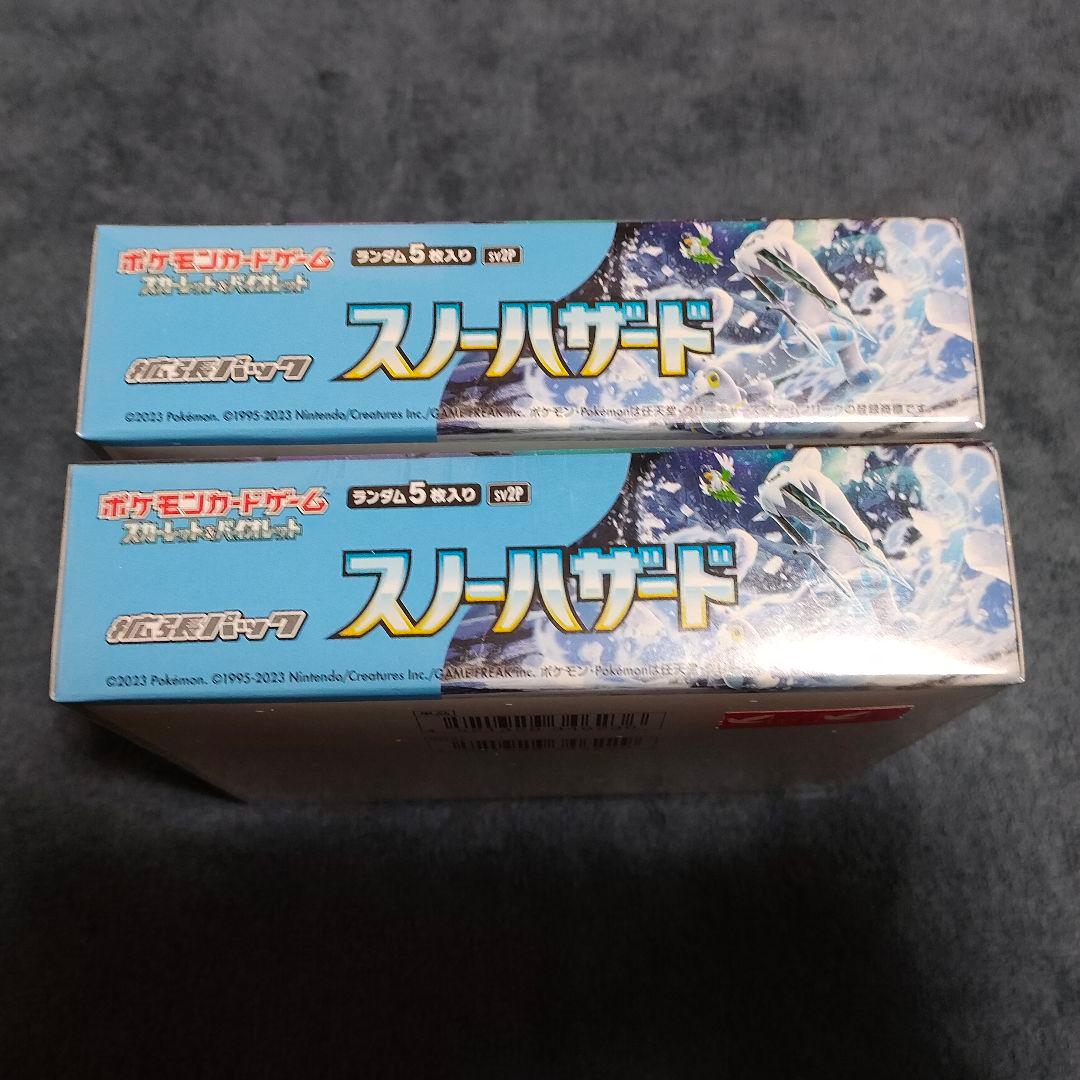 ポケモンカードゲーム
スカーレット&バイオレット
ランダム5枚入り sv2P
スノーハザード
拡張パック
©2023 Pokémon. ©1995-2023 Nintendo/Creatures Inc./GAME FREAK inc. ポケモン・Pokémonは任天堂・クリーチャーズ・ゲームフリークの登録商標です。
ポケモンカードゲーム
スカーレット&バイオレット
ランダム5枚入り sv2P
スノーハザード
拡張パック
©2023 Pokémon. ©1995-2023 Nintendo/Creatures Inc./GAME FREAK inc. ポケモン・Pokémonは任天堂